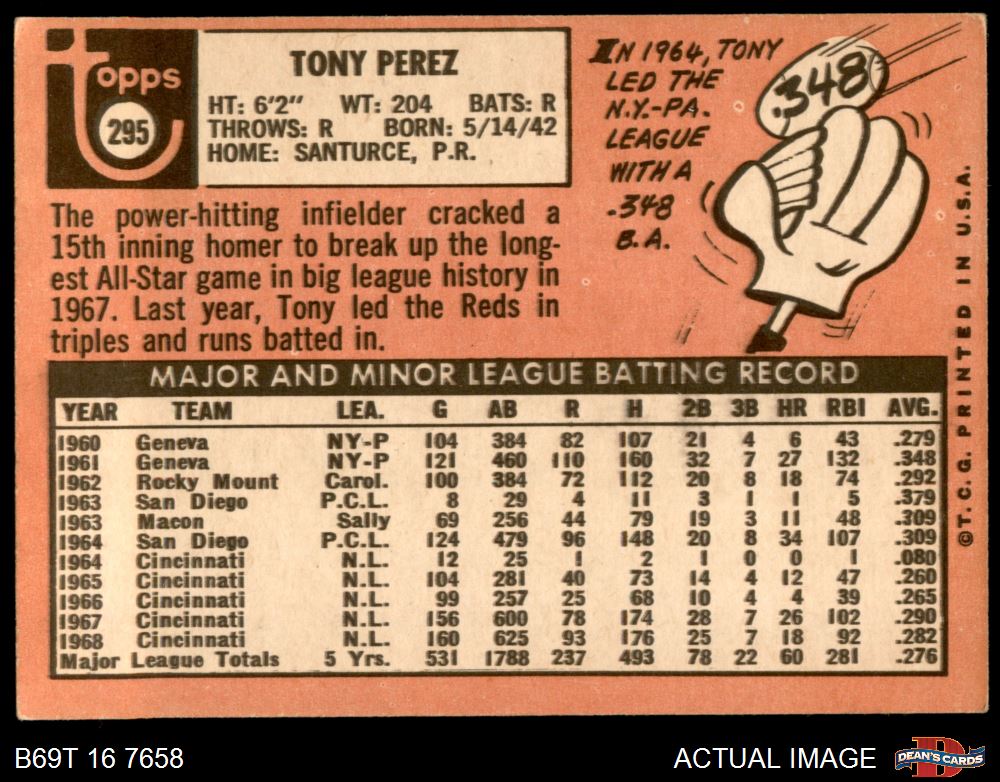 Topps
295
TONY PEREZ
HT: 6'2" WT: 204 BATS: R
THROWS: R BORN: 5/14/42
HOME: SANTURCE, P.R.
IN 1964, TONY
LED THE
N.Y.-PA.
LEAGUE
WITH A
.348
B.A.
.348
The power-hitting infielder cracked a
15th inning homer to break up the long-
est All-Star game in big league history in
1967. Last year, Tony led the Reds in
triples and runs batted in.
MAJOR AND MINOR LEAGUE BATTING RECORD
YEAR TEAM LEA. G AB R H 2B 3B HR RBI AVG.
1960 Geneva NY-P 104 384 82 107 21 4 6 43 .279
1961 Geneva NY-P 121 460 110 160 32 7 27 132 .348
1962 Rocky Mount Carol. 100 384 72 112 20 8 18 74 .292
1963 San Diego P.C.L. 8 29 4 11 3 1 1 5 .379
1963 Macon Sally 69 256 44 79 19 3 11 48 .309
1964 San Diego P.C.L. 124 479 96 148 20 8 34 107 .309
1964 Cincinnati N.L. 12 25 1 2 1 0 0 1 .080
1965 Cincinnati N.L. 104 281 40 73 14 4 12 47 .260
1966 Cincinnati N.L. 99 257 25 68 10 4 4 39 .265
1967 Cincinnati N.L. 156 600 78 174 28 7 26 102 .290
1968 Cincinnati N.L. 160 625 93 176 25 7 18 92 .282
Major League Totals 5 Yrs. 531 1788 237 493 78 22 60 281 .276
©T. C. G. PRINTED IN U.S.A.
B69T 16 7658
ACTUAL IMAGE
D
DEAN'S CARDS